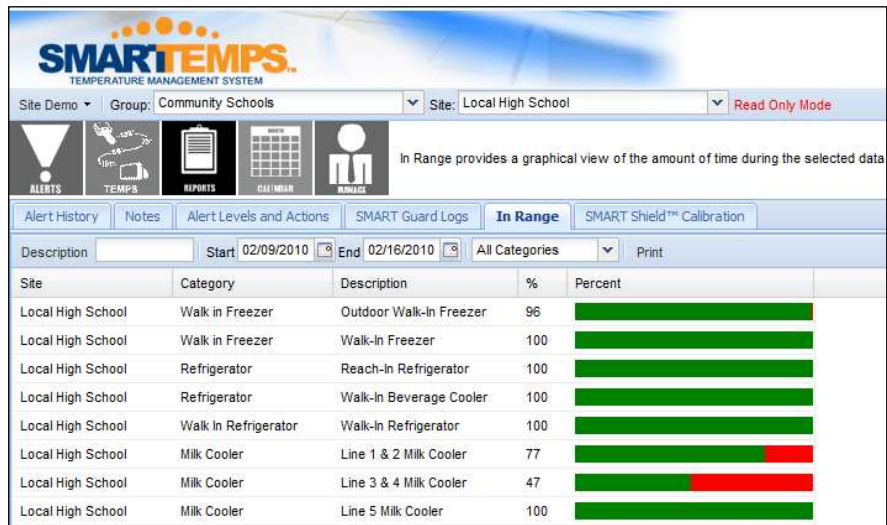 SMARTTEMPS™
TEMPERATURE MANAGEMENT SYSTEM
Site Demo Group: Community Schools Site: Local High School Read Only Mode
ALERTS TEMPS REPORTS CALENDAR MANAGE In Range provides a graphical view of the amount of time during the selected data
Alert History Notes Alert Levels and Actions SMART Guard Logs In Range SMART Shield™ Calibration
Description Start 02/09/2010 End 02/16/2010 All Categories Print
Site Category Description % Percent
Local High School Walk in Freezer Outdoor Walk-In Freezer 96
Local High School Walk in Freezer Walk-In Freezer 100
Local High School Refrigerator Reach-In Refrigerator 100
Local High School Refrigerator Walk-In Beverage Cooler 100
Local High School Walk In Refrigerator Walk-In Refrigerator 100
Local High School Milk Cooler Line 1 & 2 Milk Cooler 77
Local High School Milk Cooler Line 3 & 4 Milk Cooler 47
Local High School Milk Cooler Line 5 Milk Cooler 100